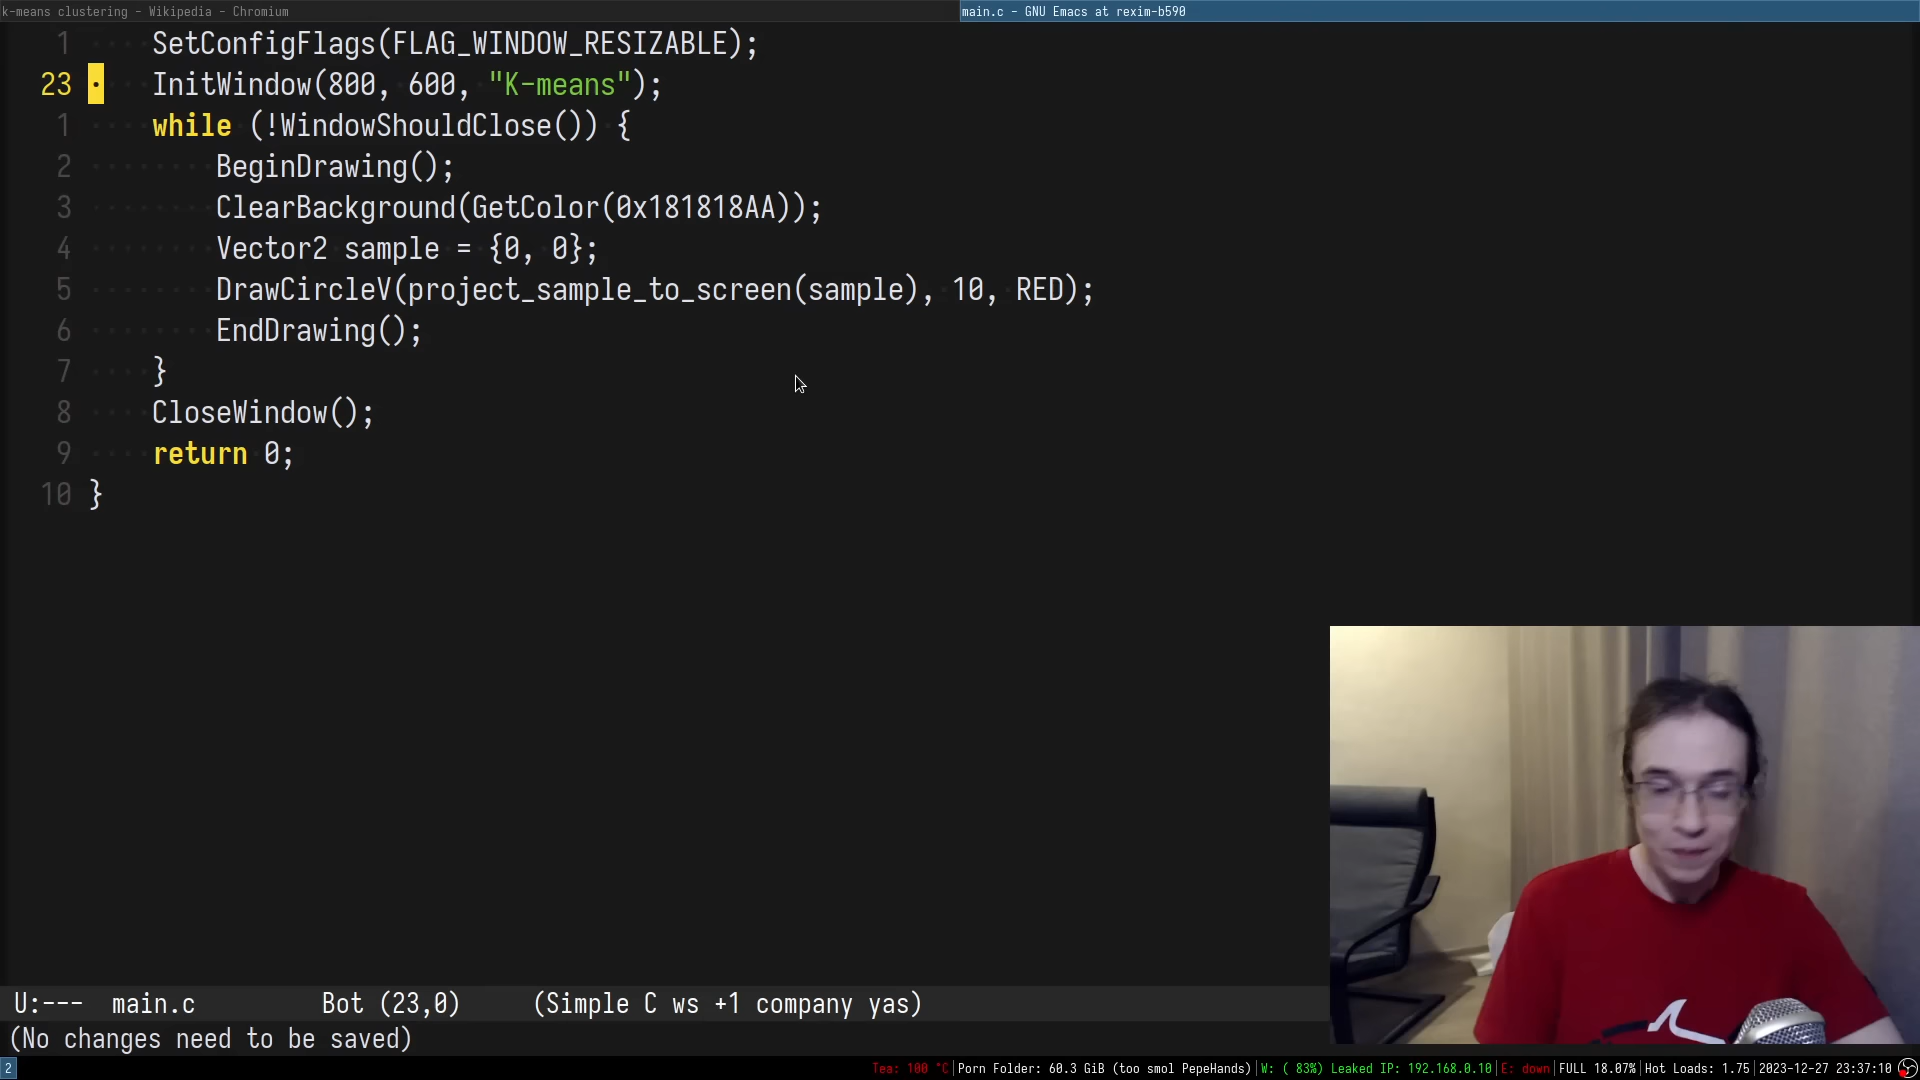 k-means clustering - Wikipedia - Chromium
main.c - GNU Emacs at rexim-b590
1 SetConfigFlags(FLAG_WINDOW_RESIZABLE);
23 InitWindow(800, 600, "K-means");
1 while (!WindowShouldClose()) {
2 BeginDrawing();
3 ClearBackground(GetColor(0x181818AA));
4 Vector2 sample = {0, 0};
5 DrawCircleV(project_sample_to_screen(sample), 10, RED);
6 EndDrawing();
7 }
8 CloseWindow();
9 return 0;
10 }
U:--- main.c Bot (23,0) (Simple C ws +1 company yas)
(No changes need to be saved)
2 Tea: 100 °C|Porn Folder: 60.3 GiB (too smol PepeHands)|W: ( 83%) Leaked IP: 192.168.0.10|E: down|FULL 18.07%|Hot Loads: 1.75|2023-12-27 23:37:10